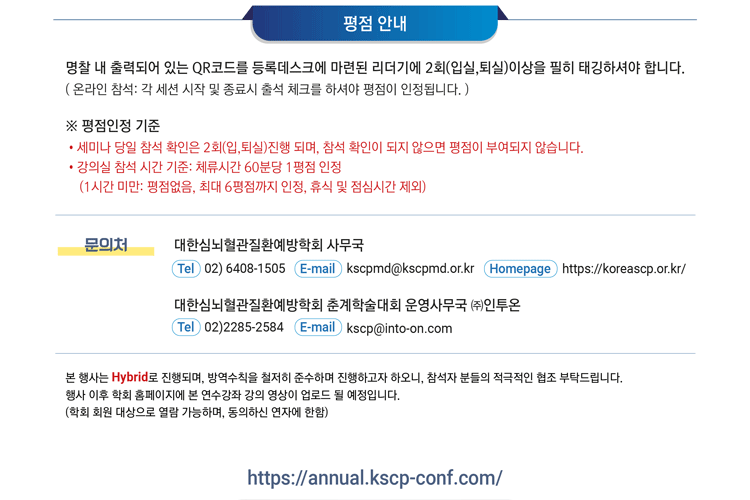 평점 안내
명찰 내 출력되어 있는 QR코드를 등록데스크에 마련된 리더기에 2회(입실,퇴실)이상을 필히 태깅하셔야 합니다.
( 온라인 참석: 각 세션 시작 및 종료시 출석 체크를 하셔야 평점이 인정됩니다. )
※ 평점인정 기준
• 세미나 당일 참석 확인은 2회(입,퇴실)진행 되며, 참석 확인이 되지 않으면 평점이 부여되지 않습니다.
• 강의실 참석 시간 기준: 체류시간 60분당 1평점 인정
(1시간 미만: 평점없음, 최대 6평점까지 인정, 휴식 및 점심시간 제외)
문의처
대한심뇌혈관질환예방학회 사무국
Tel 02) 6408-1505 E-mail kscpmd@kscpmd.or.kr Homepage https://koreascp.or.kr/
대한심뇌혈관질환예방학회 춘계학술대회 운영사무국 ㈜인투온
Tel 02)2285-2584 E-mail kscp@into-on.com
본 행사는 Hybrid로 진행되며, 방역수칙을 철저히 준수하며 진행하고자 하오니, 참석자 분들의 적극적인 협조 부탁드립니다.
행사 이후 학회 홈페이지에 본 연수강좌 강의 영상이 업로드 될 예정입니다.
(학회 회원 대상으로 열람 가능하며, 동의하신 연자에 한함)
https://annual.kscp-conf.com/